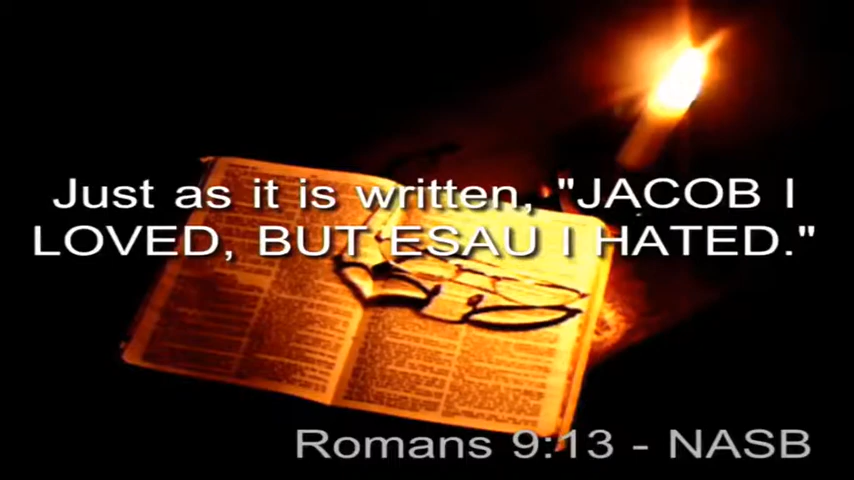 Just as it is written, "JACOB I
LOVED, BUT ESAU I HATED."
Romans 9:13 - NASB